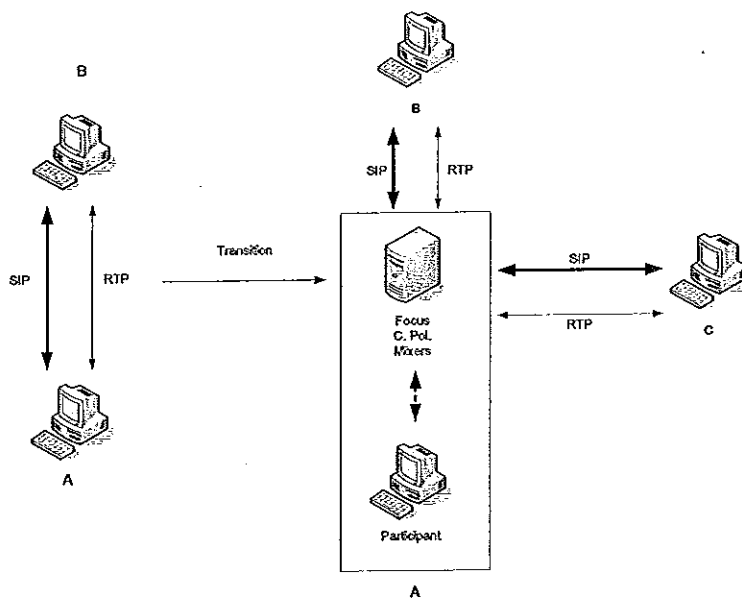 B
SIP
RTP
A
Transition
B
SIP
RTP
Focus
C. Pol.
Mixers
Participant
A
SIP
RTP
C